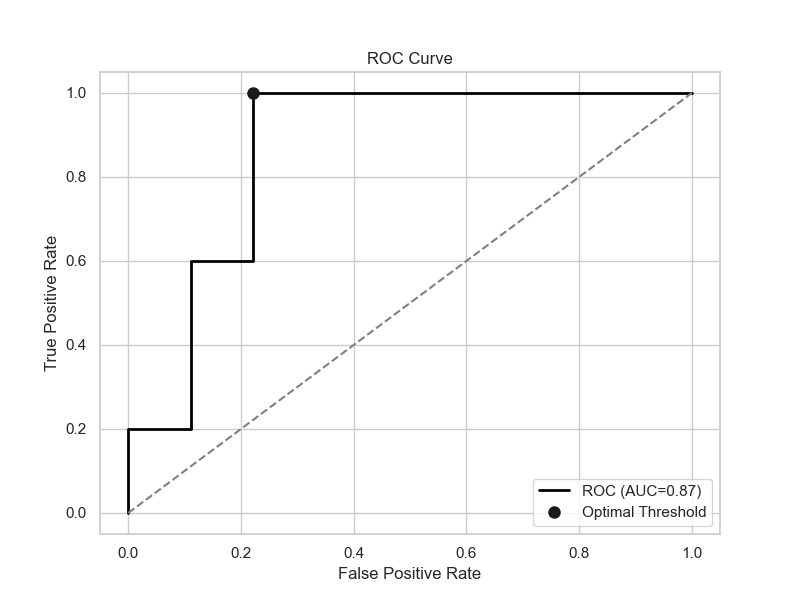 ROC Curve
1.0
0.8
0.6
0.4
0.2
0.0
True Positive Rate
0.0 0.2 0.4 0.6 0.8 1.0
False Positive Rate
ROC (AUC=0.87)
Optimal Threshold